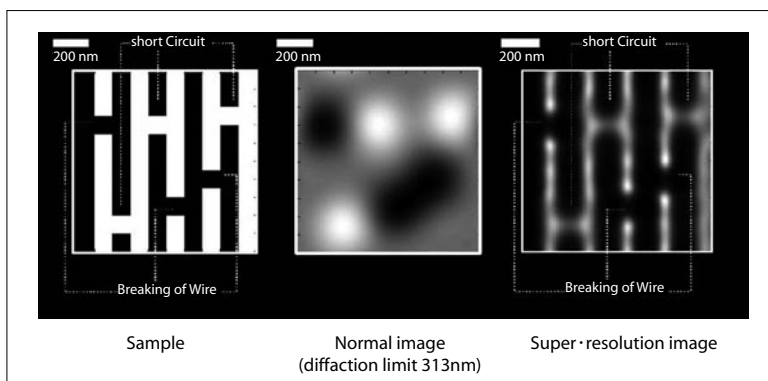 short Circuit
200 nm
Breaking of Wire
200 nm
short Circuit
200 nm
Breaking of Wire
Sample
Normal image
(diffraction limit 313nm)
Super･resolution image